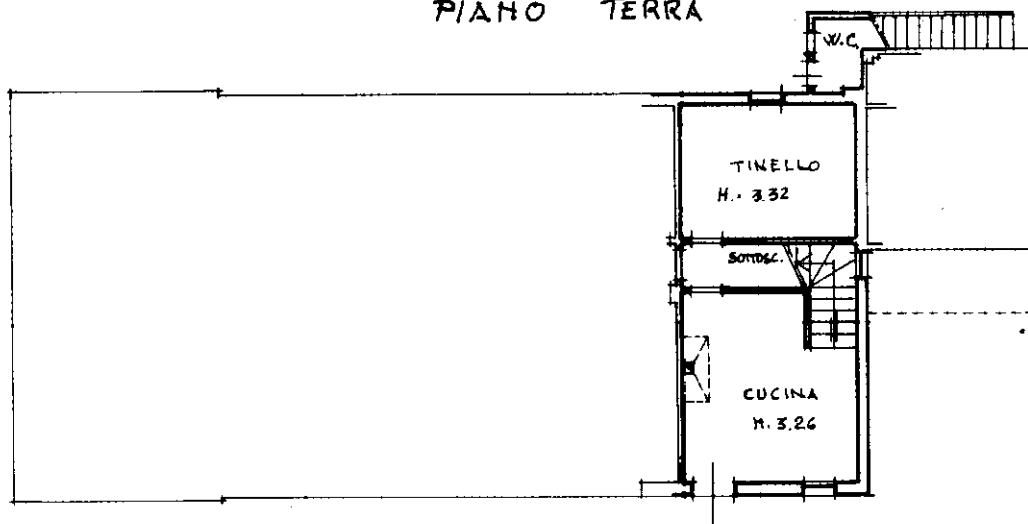 PIANO TERRA
W.C.
TINELLO
H. 3.32
SOTTOSC.
CUCINA
H. 3.26